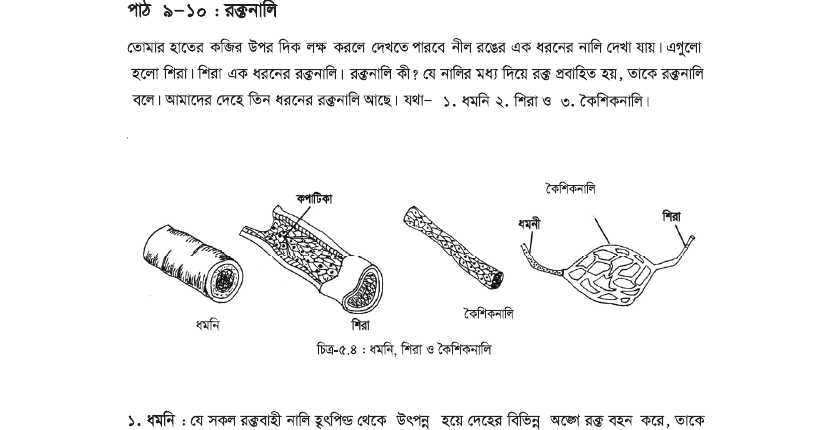 পাঠ ৯–১০ : রক্তনালি
তোমার হাতের কব্জির উপর দিক লক্ষ করলে দেখতে পারবে নীল রঙের এক ধরনের নালি দেখা যায়। এগুলো
হলো শিরা। শিরা এক ধরনের রক্তনালি। রক্তনালি কী? যে নালির মধ্য দিয়ে রক্ত প্রবাহিত হয়, তাকে রক্তনালি
বলে। আমাদের দেহে তিন ধরনের রক্তনালি আছে। যথা– ১. ধমনি ২. শিরা ও ৩. কৈশিকনালি।
কৈশিকনালি
কপাটিকা
ধমনী
শিরা
কৈশিকনালি
ধমনি
শিরা
চিত্র-৫.৪ : ধমনি, শিরা ও কৈশিকনালি
১. ধমনি : যে সকল রক্তবাহী নালি হৃৎপিণ্ড থেকে উৎপন্ন হয়ে দেহের বিভিন্ন অঙ্গে রক্ত বহন করে, তাকে